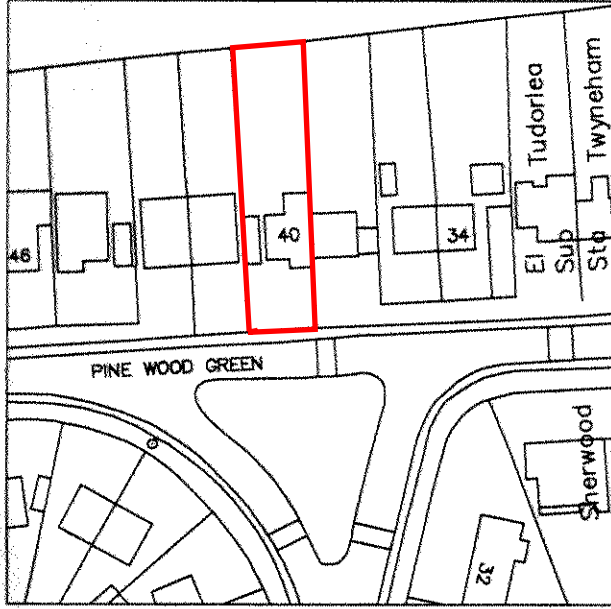 Tudorlea
Twyneham
El
Sub
Sta
46
40
34
PINE WOOD GREEN
Sherwood
32